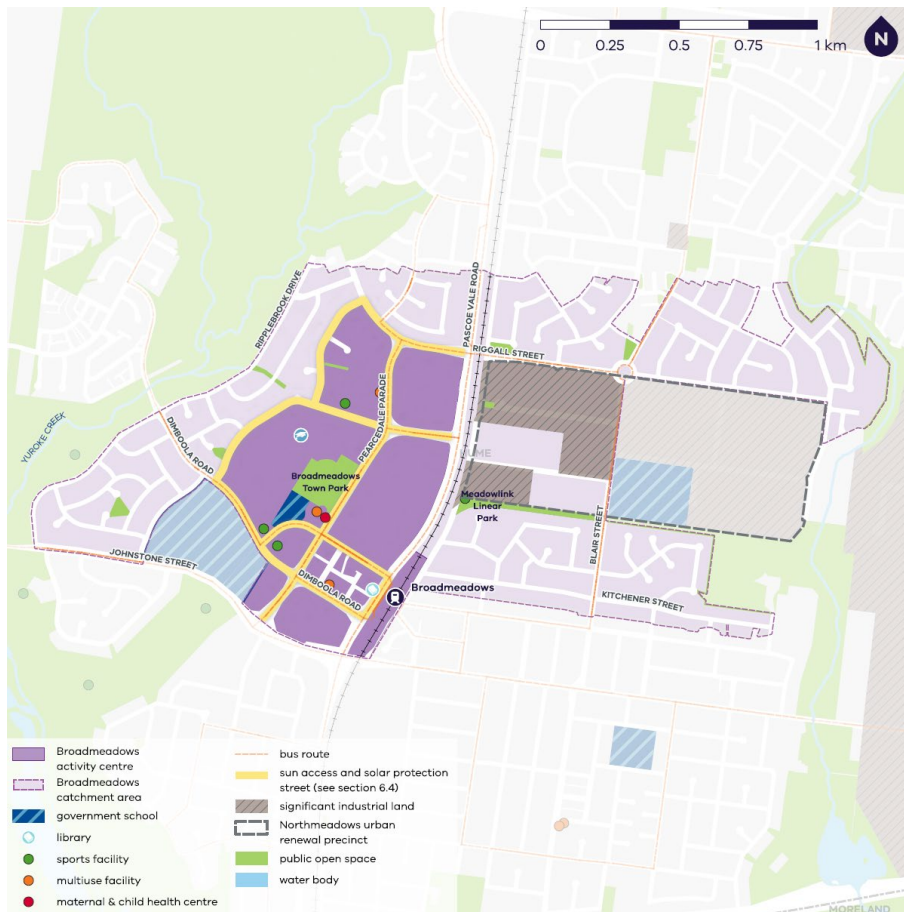 0 0.25 0.5 0.75 1 km
N
RIPPLEBROOK DRIVE
PASCOE VALE ROAD
RIGGALL STREET
PEARCEDALE PARADE
YUROKE CREEK
DIMBOOLA ROAD
HUME
Broadmeadows
Town Park
Meadowlink
Linear
Park
BLAIR STREET
JOHNSTONE STREET
DIMBOOLA ROAD
Broadmeadows
KITCHENER STREET
Broadmeadows
activity centre
Broadmeadows
catchment area
government school
library
sports facility
multiuse facility
maternal & child health centre
bus route
sun access and solar protection
street (see section 6.4)
significant industrial land
Northmeadows urban
renewal precinct
public open space
water body
MORELAND